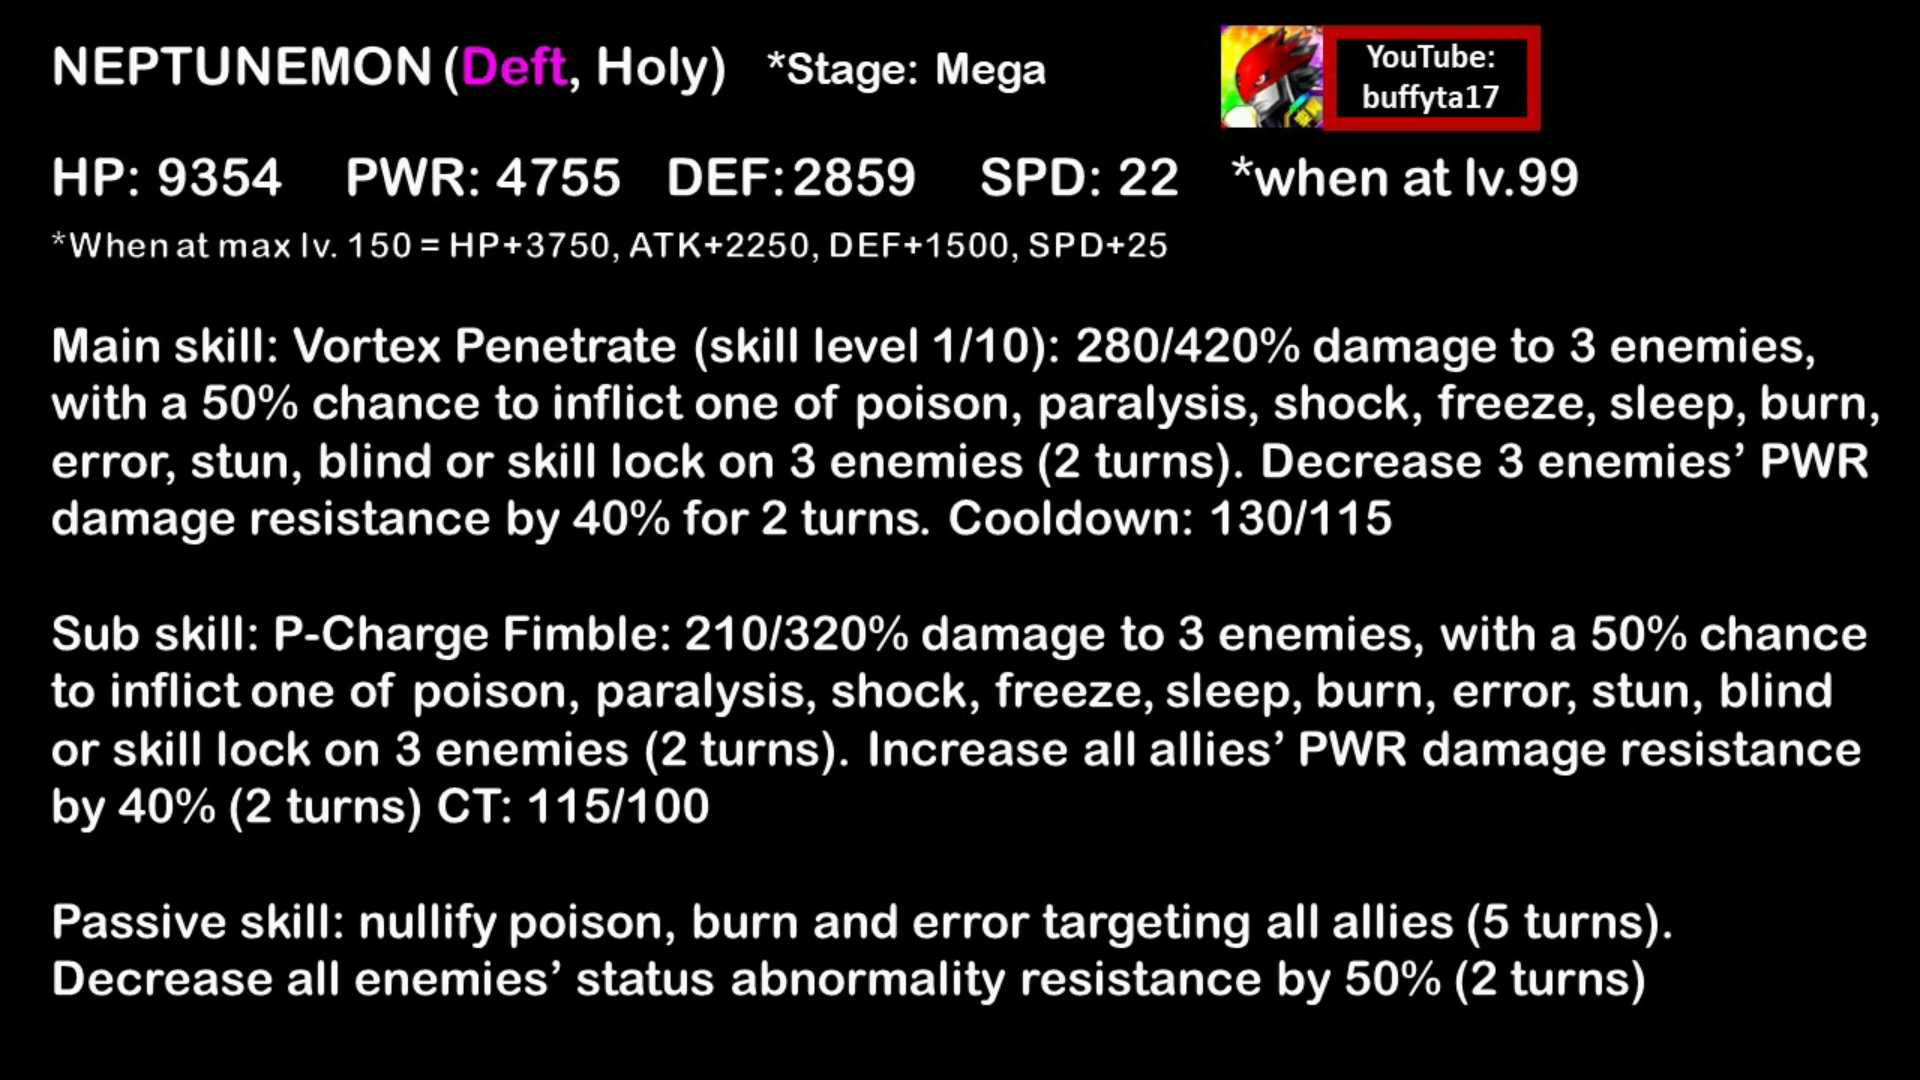 NEPTUNEMON (Deft, Holy) *Stage: Mega
YouTube:
buffyta17
HP: 9354 PWR: 4755 DEF: 2859 SPD: 22 *when at lv.99
*When at max lv. 150 = HP+3750, ATK+2250, DEF+1500, SPD+25
Main skill: Vortex Penetrate (skill level 1/10): 280/420% damage to 3 enemies,
with a 50% chance to inflict one of poison, paralysis, shock, freeze, sleep, burn,
error, stun, blind or skill lock on 3 enemies (2 turns). Decrease 3 enemies’ PWR
damage resistance by 40% for 2 turns. Cooldown: 130/115
Sub skill: P-Charge Fimble: 210/320% damage to 3 enemies, with a 50% chance
to inflict one of poison, paralysis, shock, freeze, sleep, burn, error, stun, blind
or skill lock on 3 enemies (2 turns). Increase all allies’ PWR damage resistance
by 40% (2 turns) CT: 115/100
Passive skill: nullify poison, burn and error targeting all allies (5 turns).
Decrease all enemies’ status abnormality resistance by 50% (2 turns)